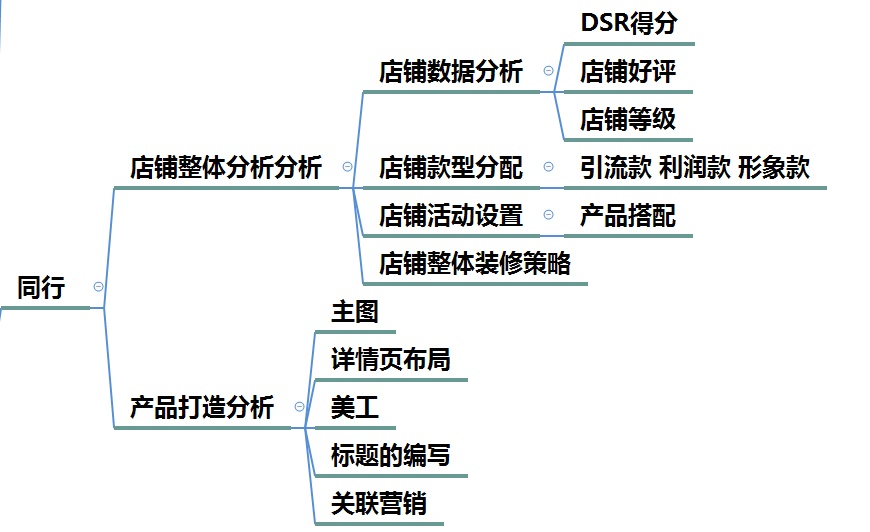 DSR得分
店铺数据分析
店铺好评
店铺等级
店铺整体分析分析
店铺款型分配
引流款 利润款 形象款
店铺活动设置
产品搭配
店铺整体装修策略
同行
主图
详情页布局
产品打造分析
美工
标题的编写
关联营销